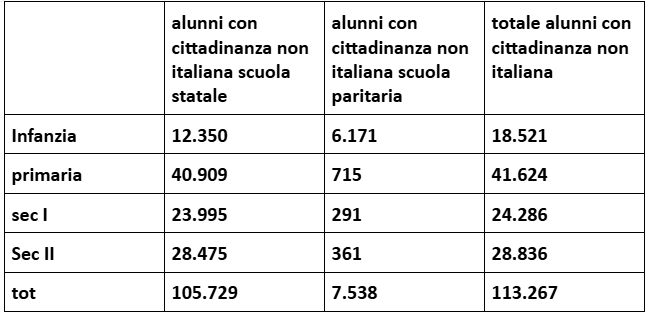 alunni con
cittadinanza non
italiana scuola
statale
alunni con
cittadinanza non
italiana scuola
paritaria
totale alunni con
cittadinanza non
italiana
Infanzia 12.350 6.171 18.521
primaria 40.909 715 41.624
sec I 23.995 291 24.286
Sec II 28.475 361 28.836
tot 105.729 7.538 113.267